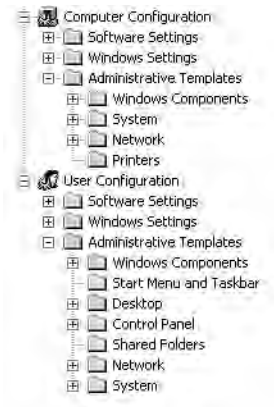 Computer Configuration
Software Settings
Windows Settings
Administrative Templates
Windows Components
System
Network
Printers
User Configuration
Software Settings
Windows Settings
Administrative Templates
Windows Components
Start Menu and Taskbar
Desktop
Control Panel
Shared Folders
Network
System